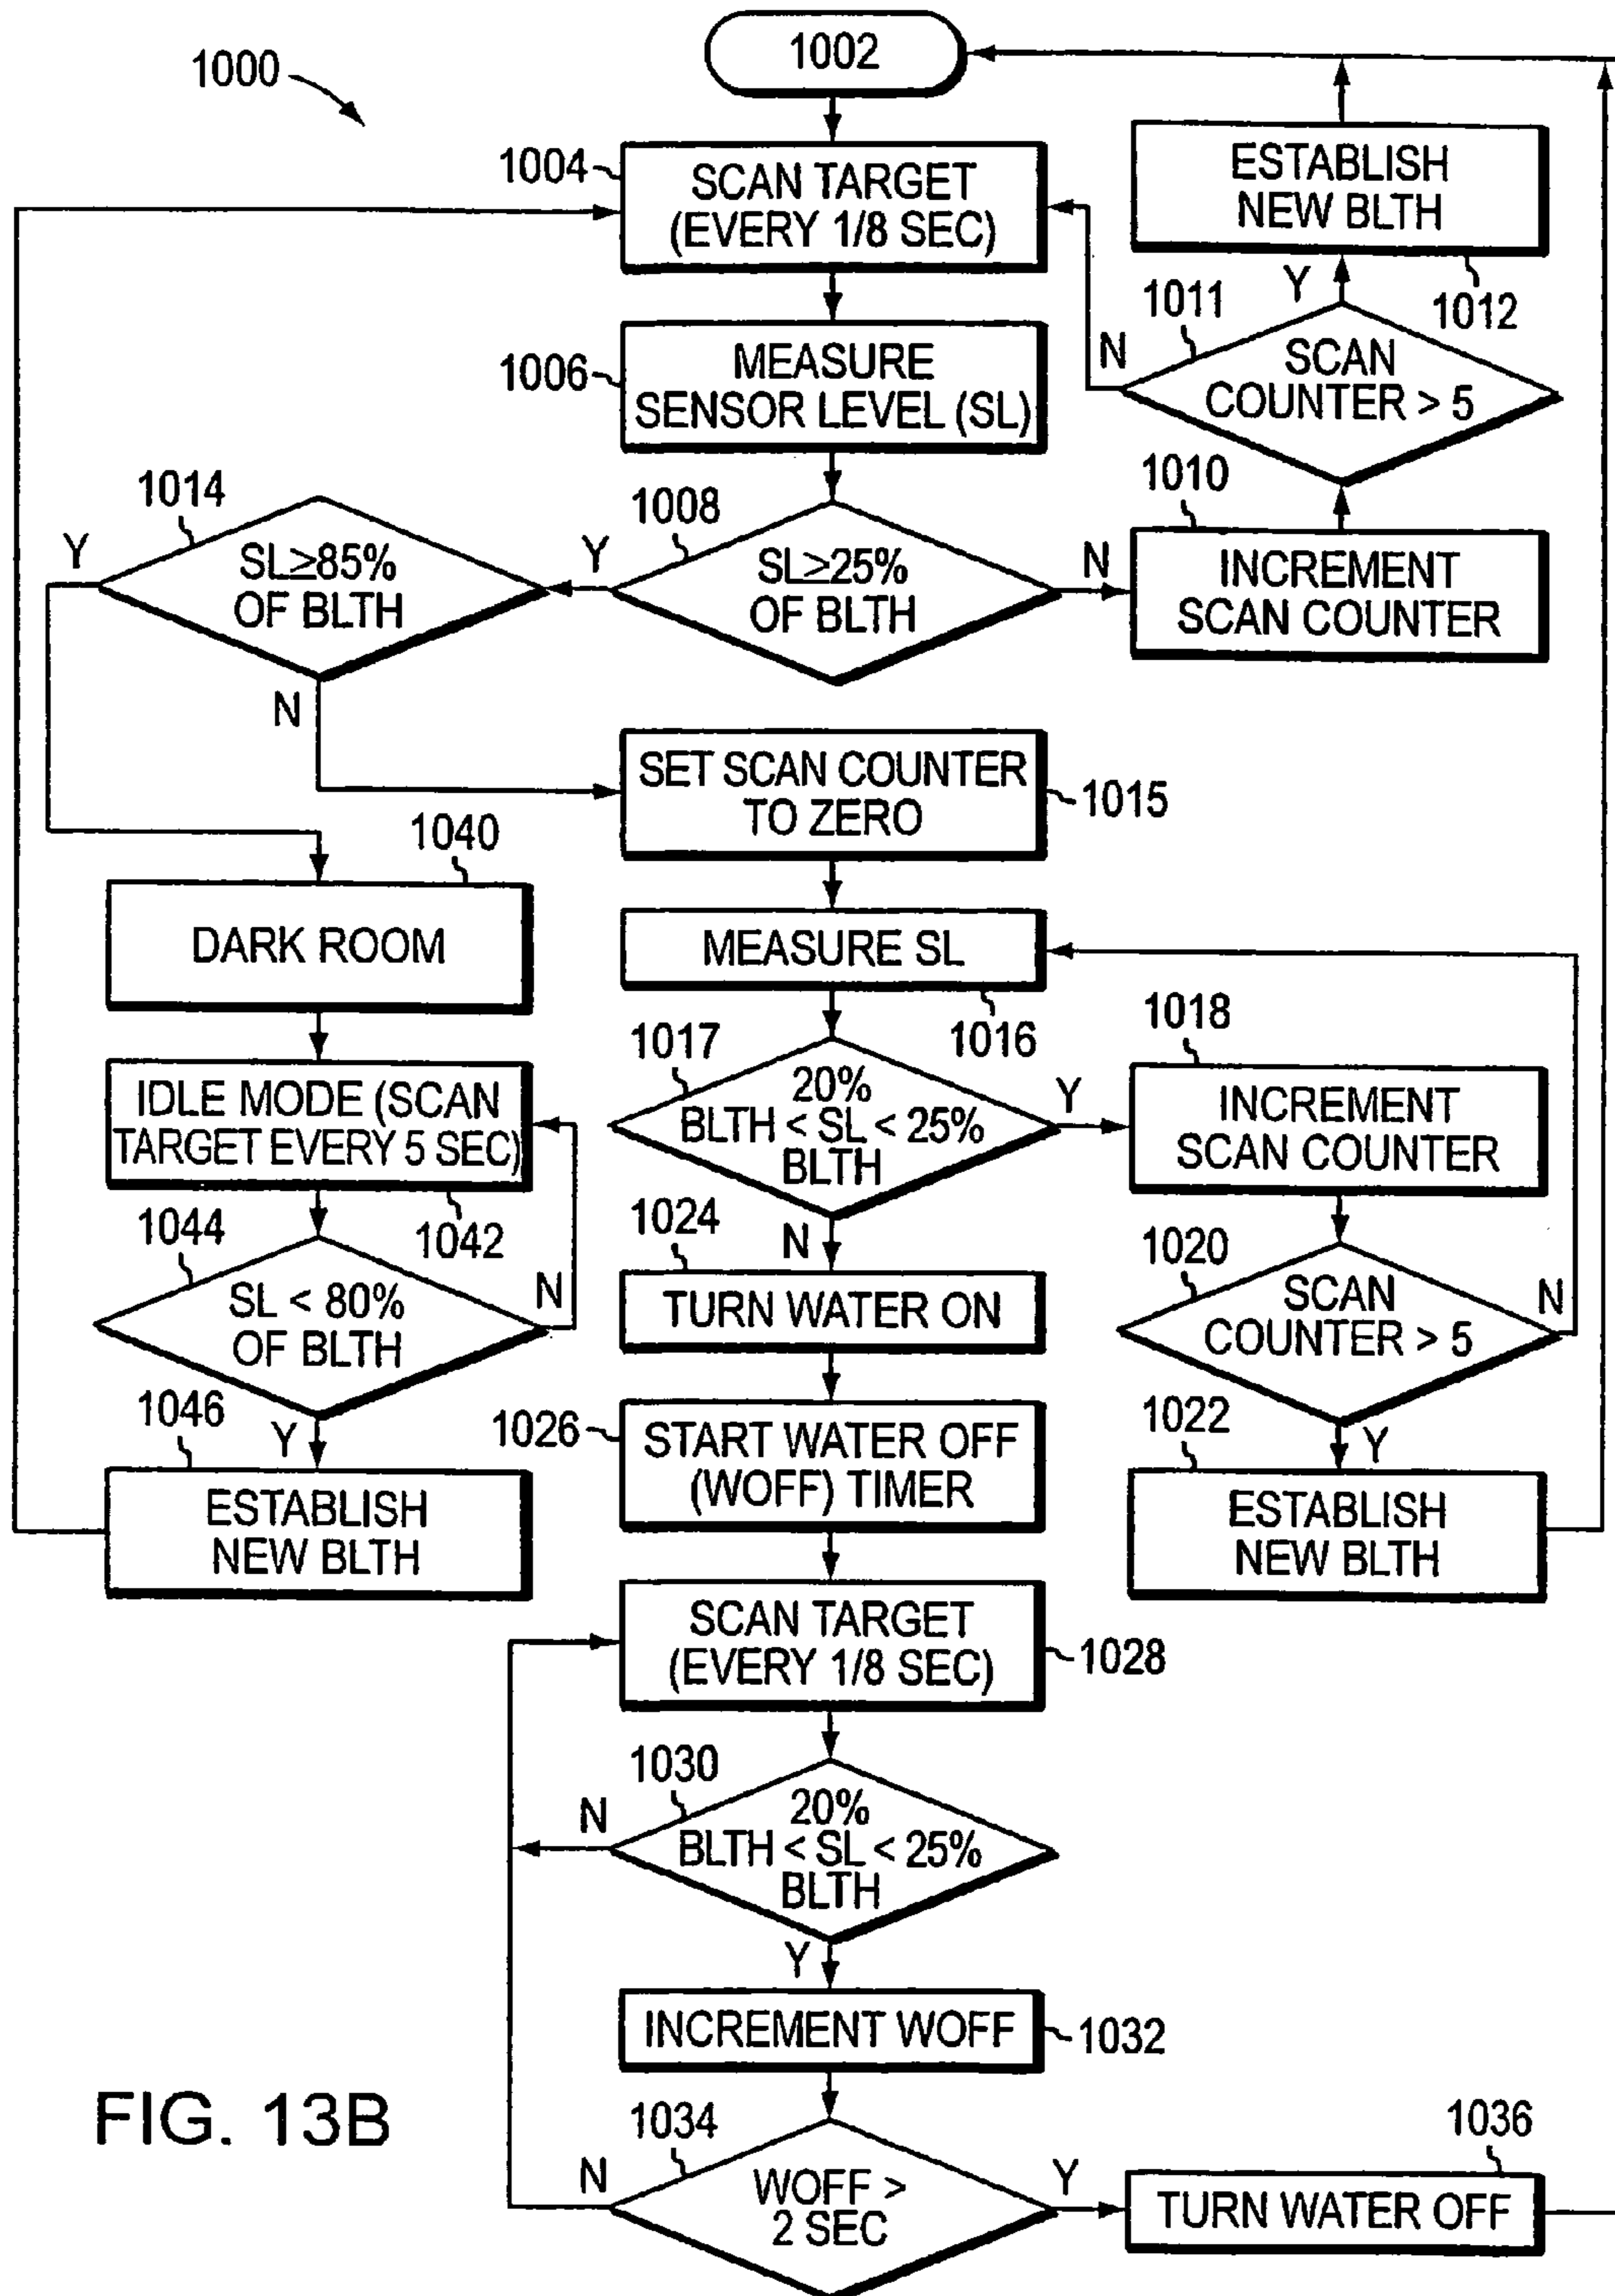 1000
1002
1004
SCAN TARGET
(EVERY 1/8 SEC)
ESTABLISH
NEW BLTH
1012
1006
MEASURE
SENSOR LEVEL (SL)
1011
Y
N
SCAN
COUNTER > 5
1014
Y
SL≥85%
OF BLTH
N
1008
Y
SL≥25%
OF BLTH
N
1010
INCREMENT
SCAN COUNTER
SET SCAN COUNTER
TO ZERO
1015
1040
DARK ROOM
MEASURE SL
1016
IDLE MODE (SCAN
TARGET EVERY 5 SEC)
1042
1017
20%
BLTH < SL < 25%
BLTH
Y
N
1018
INCREMENT
SCAN COUNTER
1044
SL < 80%
OF BLTH
N
Y
1024
TURN WATER ON
1020
SCAN
COUNTER > 5
N
Y
1046
ESTABLISH
NEW BLTH
1026
START WATER OFF
(WOFF) TIMER
1022
ESTABLISH
NEW BLTH
SCAN TARGET
(EVERY 1/8 SEC)
1028
1030
N
20%
BLTH < SL < 25%
BLTH
Y
INCREMENT WOFF
1032
FIG. 13B
1034
N
WOFF >
2 SEC
Y
1036
TURN WATER OFF